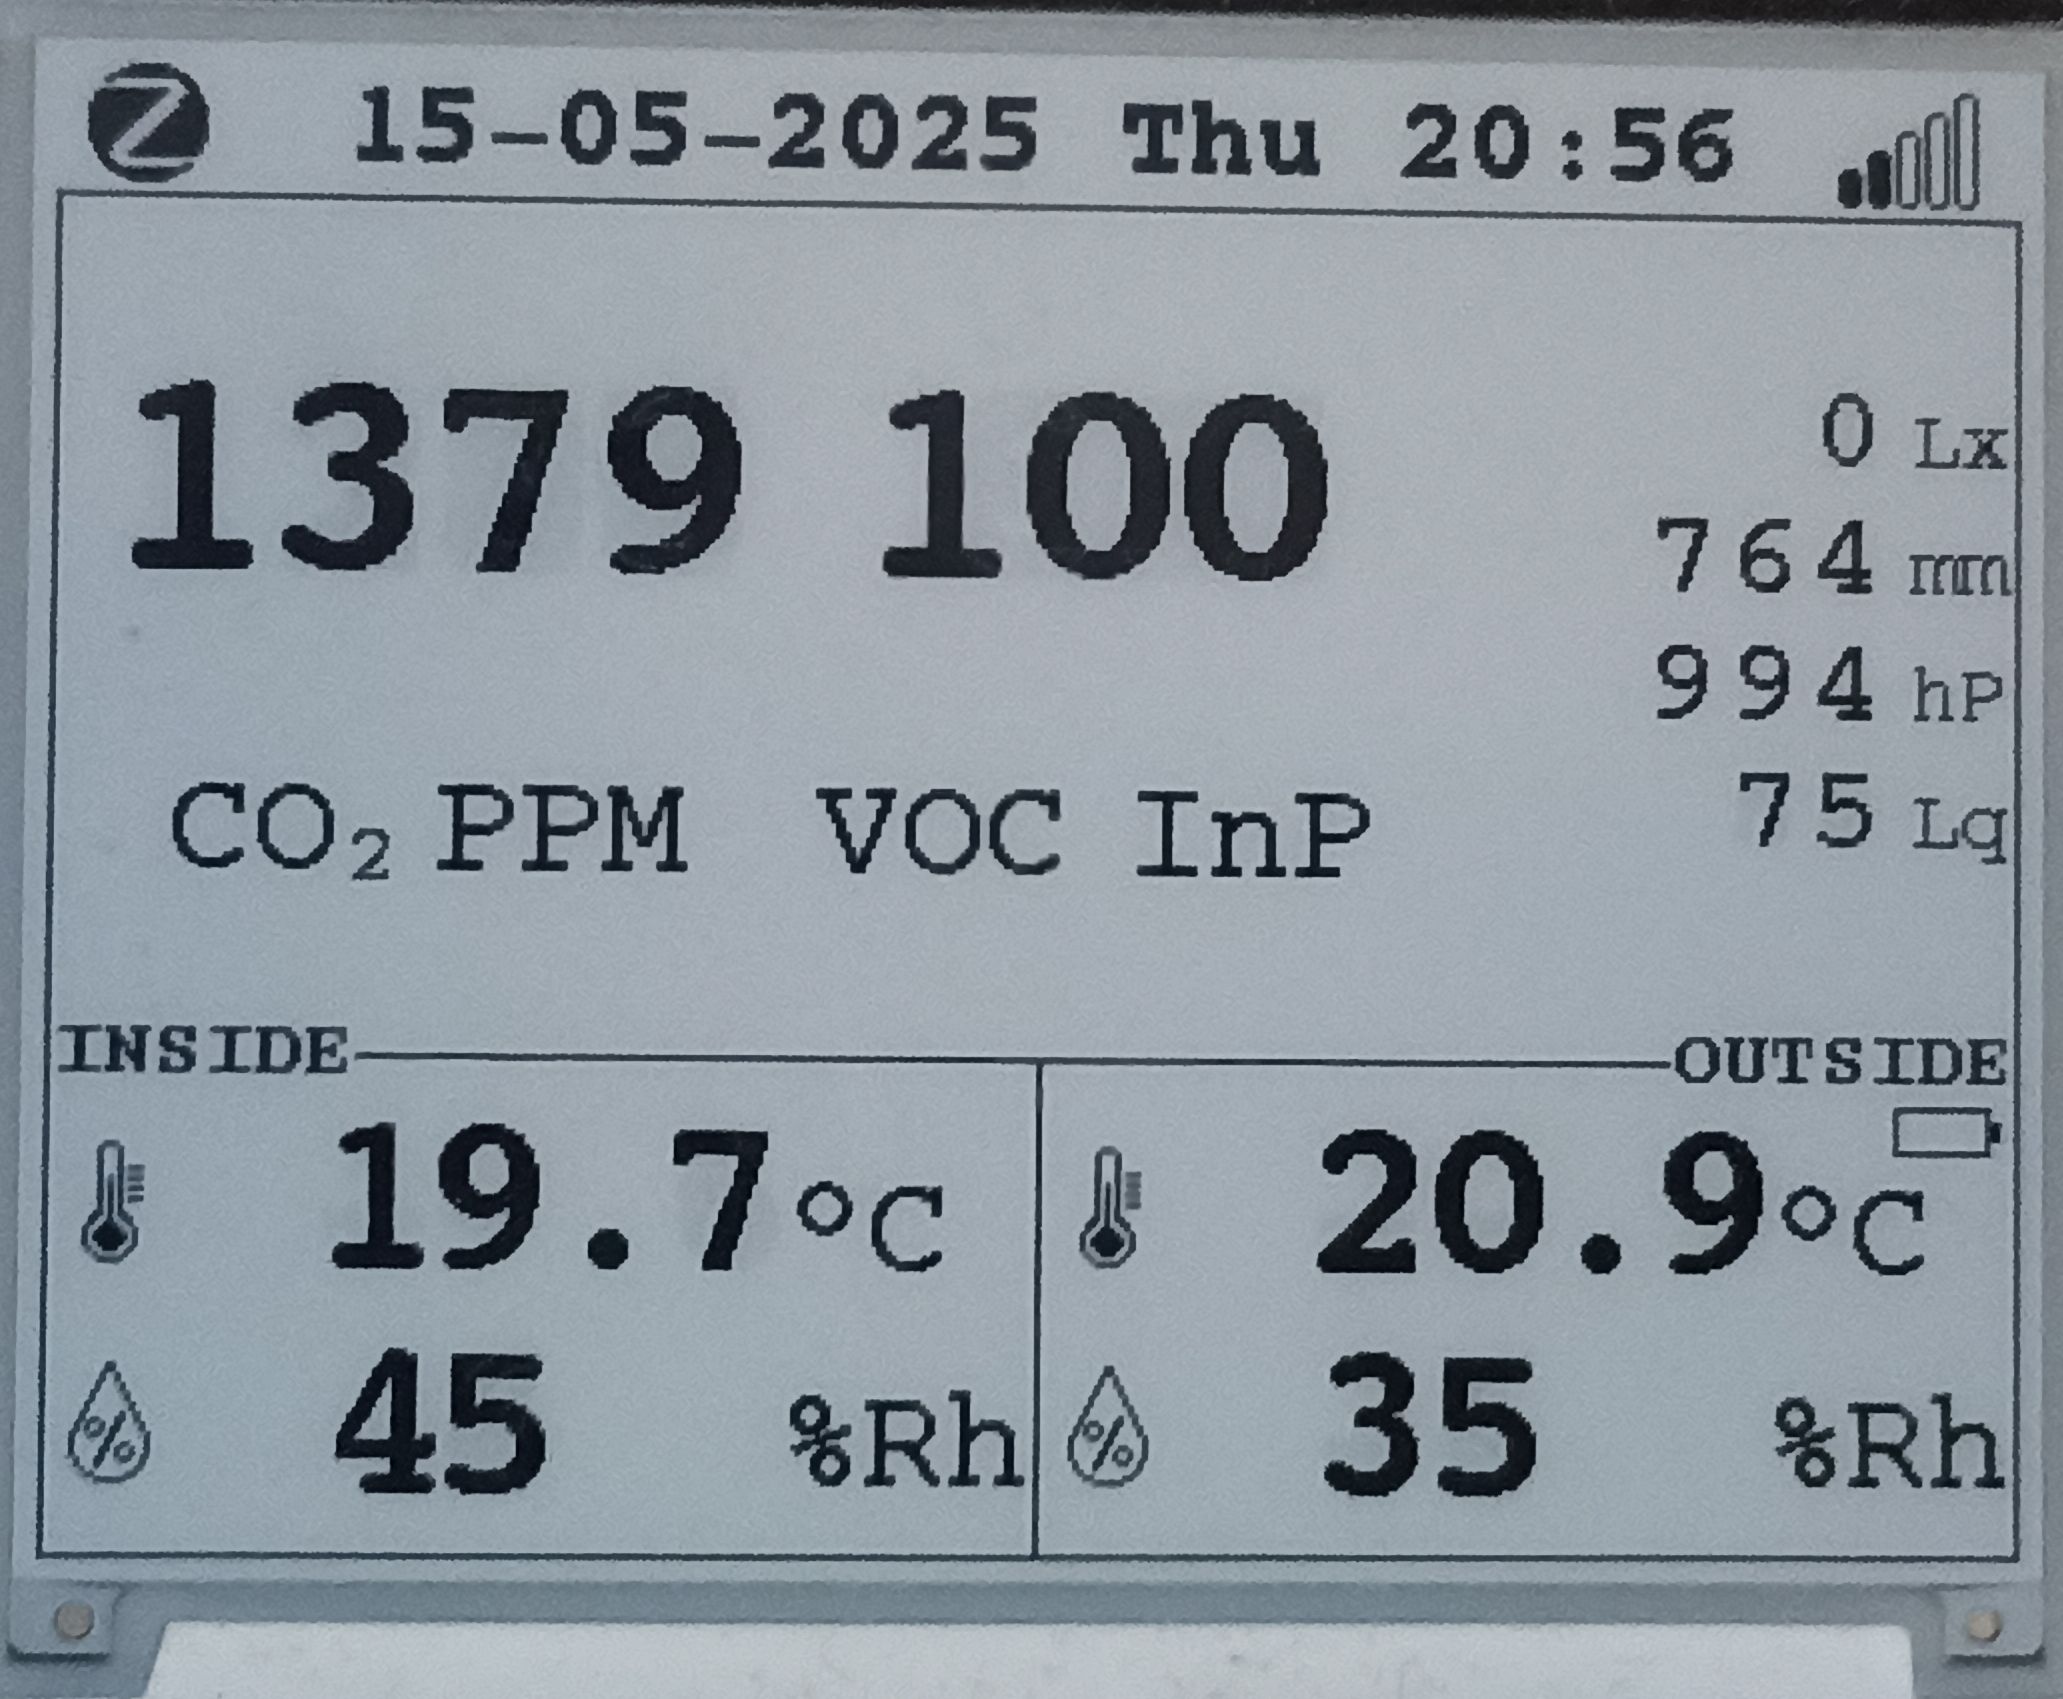 Z 15-05-2025 Thu 20:56
1379 100
0 Lx
764 mm
994 hP
75 Lq
CO₂ PPM VOC InP
INSIDE
OUTSIDE
19.7°C
20.9°C
45 %Rh
35 %Rh